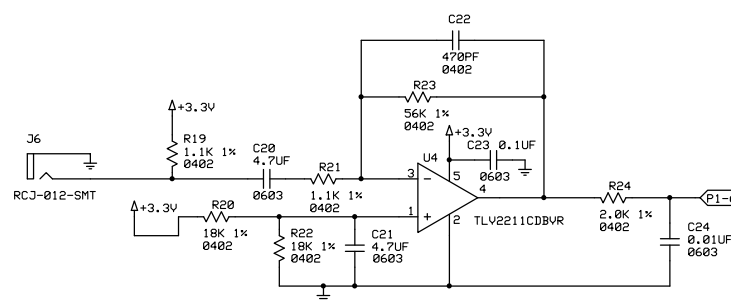 C22
470PF
0402
R23
56K 1%
0402
+3.3V
J6
R19
1.1K 1%
0402
C20
4.7UF
0603
R21
1.1K 1%
0402
RCJ-012-SMT
+3.3V
C23 0.1UF
0603
U4
3
5
4
1
2
TLV2211CDBVR
+3.3V
R20
18K 1%
0402
R22
18K 1%
0402
C21
4.7UF
0603
R24
2.0K 1%
0402
P1-
C24
0.01UF
0603